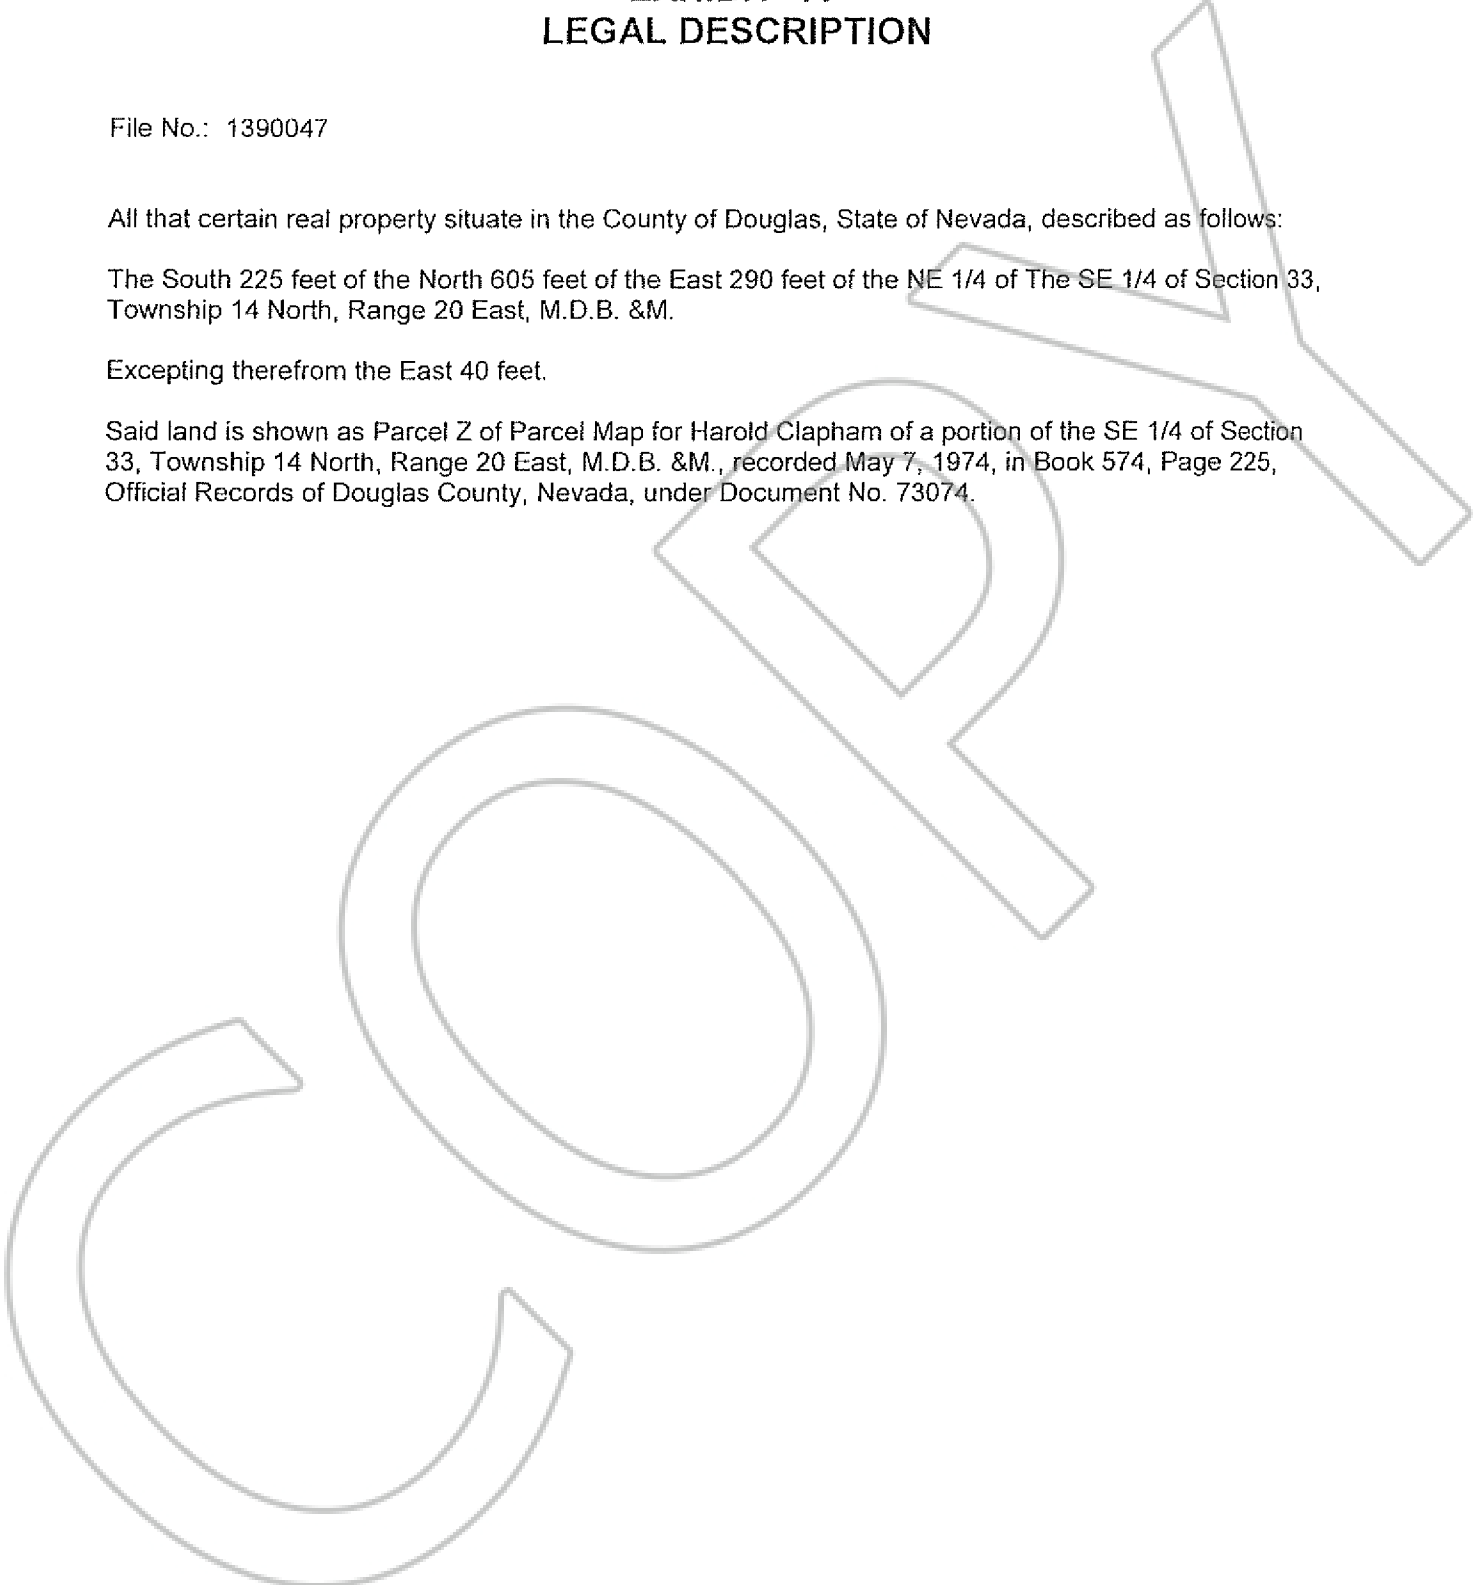 LEGAL DESCRIPTION
File No.: 1390047
All that certain real property situate in the County of Douglas, State of Nevada, described as follows:
The South 225 feet of the North 605 feet of the East 290 feet of the NE 1/4 of The SE 1/4 of Section 33,
Township 14 North, Range 20 East, M.D.B. &M.
Excepting therefrom the East 40 feet.
Said land is shown as Parcel Z of Parcel Map for Harold Clapham of a portion of the SE 1/4 of Section
33, Township 14 North, Range 20 East, M.D.B. &M., recorded May 7, 1974, in Book 574, Page 225,
Official Records of Douglas County, Nevada, under Document No. 73074.
COPY